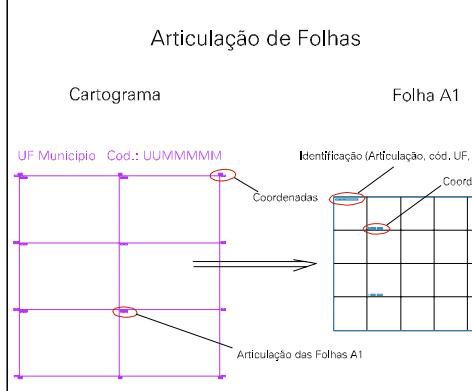 Articulação de Folhas
Cartograma
Folha A1
UF Municipio Cod.: UUMMMMM
Identificação (Articulação, cód. UF,
Coordenadas
Coord
Articulação das Folhas A1